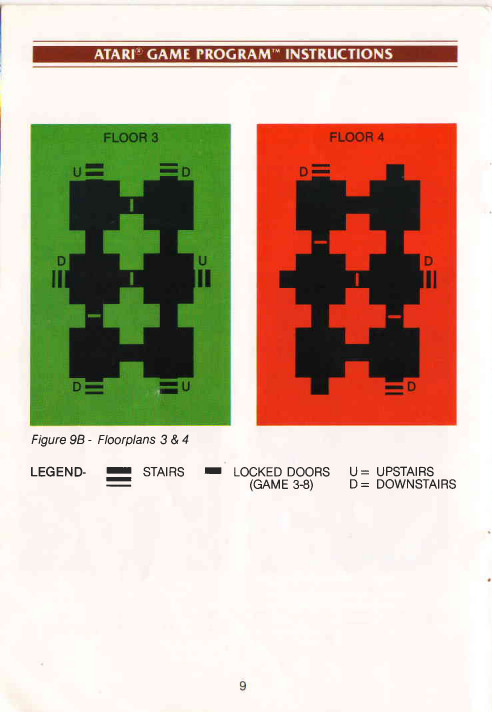 ATARI® GAME PROGRAM™ INSTRUCTIONS
FLOOR 3
U D
D U
D U
FLOOR 4
D
D
D
Figure 9B - Floorplans 3 & 4
LEGEND- STAIRS LOCKED DOORS U = UPSTAIRS
(GAME 3-8) D = DOWNSTAIRS
9